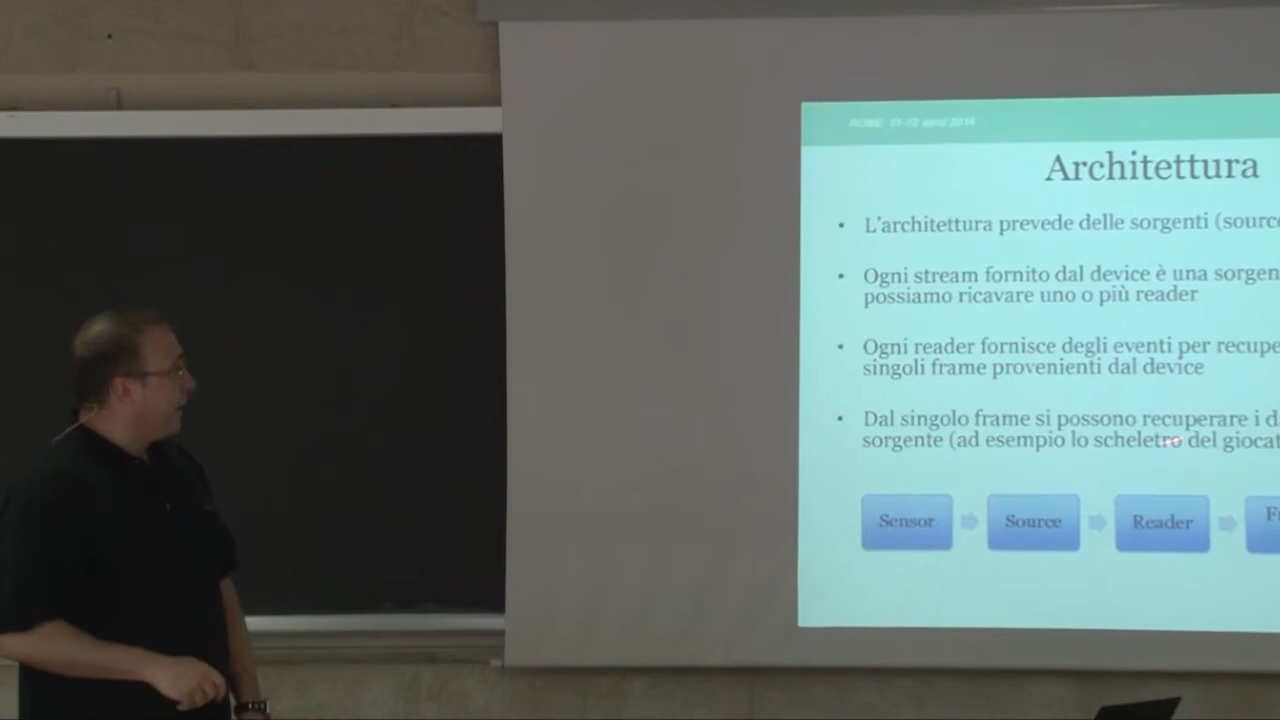 ROME 11-12 april 2014
Architettura
• L'architettura prevede delle sorgenti (source
• Ogni stream fornito dal device è una sorgen
possiamo ricavare uno o più reader
• Ogni reader fornisce degli eventi per recupe
singoli frame provenienti dal device
• Dal singolo frame si possono recuperare i d
sorgente (ad esempio lo scheletro del giocat
Sensor
Source
Reader
F